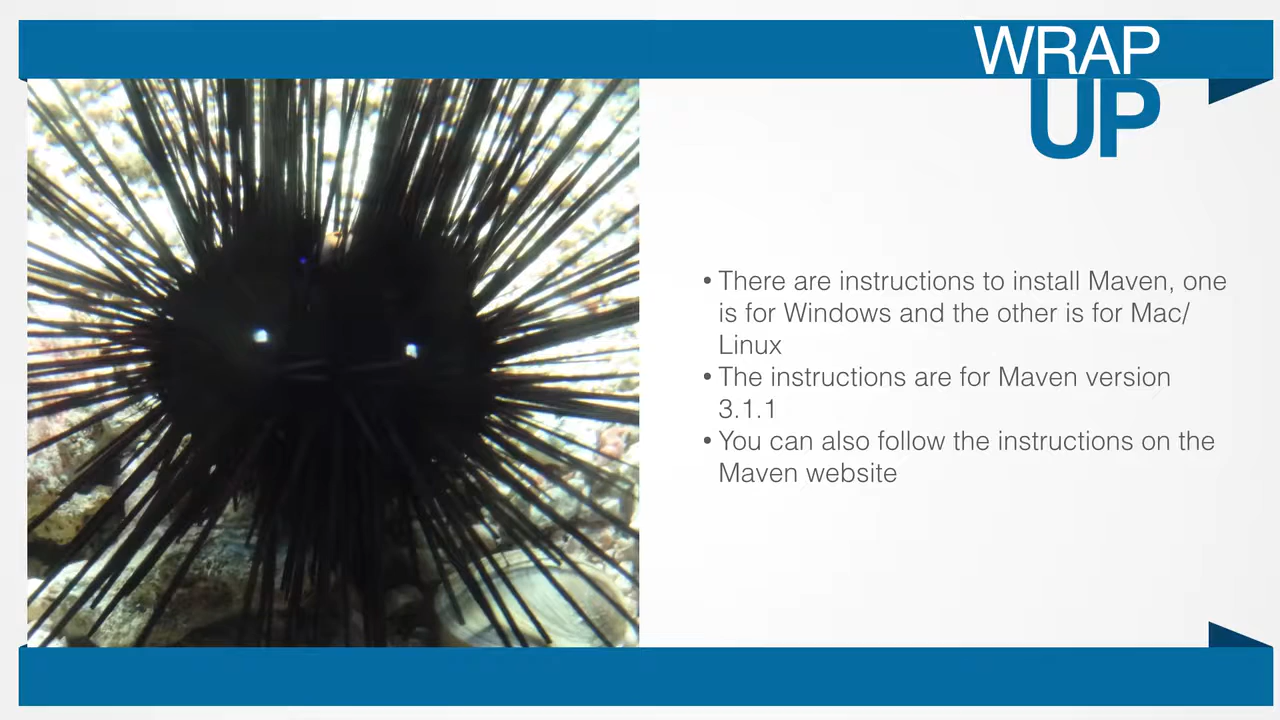 WRAP
UP
• There are instructions to install Maven, one
is for Windows and the other is for Mac/
Linux
• The instructions are for Maven version
3.1.1
• You can also follow the instructions on the
Maven website